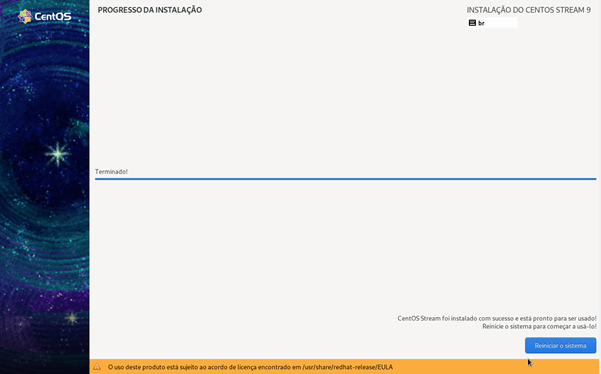 CentOS
PROGRESSO DA INSTALAÇÃO
INSTALAÇÃO DO CENTOS STREAM 9
br
Terminado!
CentOS Stream foi instalado com sucesso e está pronto para ser usado!
Reinicie o sistema para começar a usá-lo!
Reiniciar o sistema
O uso deste produto está sujeito ao acordo de licença encontrado em /usr/share/redhat-release/EULA